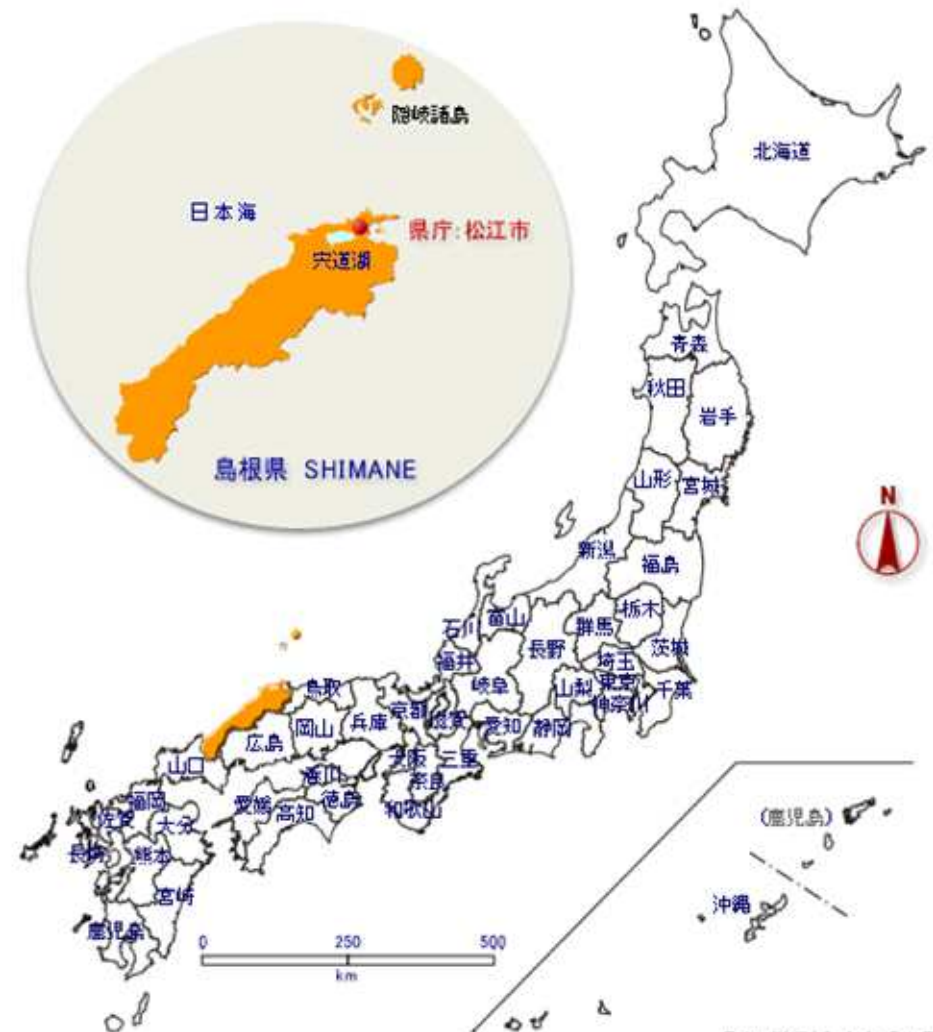 隠岐諸島
日本海
県庁:松江市
宍道湖
島根県 SHIMANE
北海道
青森
秋田
岩手
山形
宮城
N
新潟
福島
栃木
石川
富山
群馬
長野
茨城
福井
埼玉
岐阜
山梨
東京
千葉
神奈川
鳥取
京都
滋賀
愛知
静岡
兵庫
岡山
広島
大阪
三重
山口
香川
奈良
福岡
愛媛
徳島
高知
和歌山
佐賀
大分
長崎
熊本
宮崎
鹿児島
(鹿児島)
沖縄
0 250 500
km